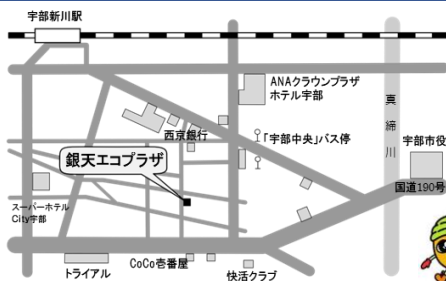 宇部新川駅
ANAクラウンプラザ
ホテル宇部
真締川
西京銀行
「宇部中央」バス停
宇部市役
銀天エコプラザ
国道190号
スーパーホテル
City宇部
CoCo壱番屋
トライアル
快活クラブ